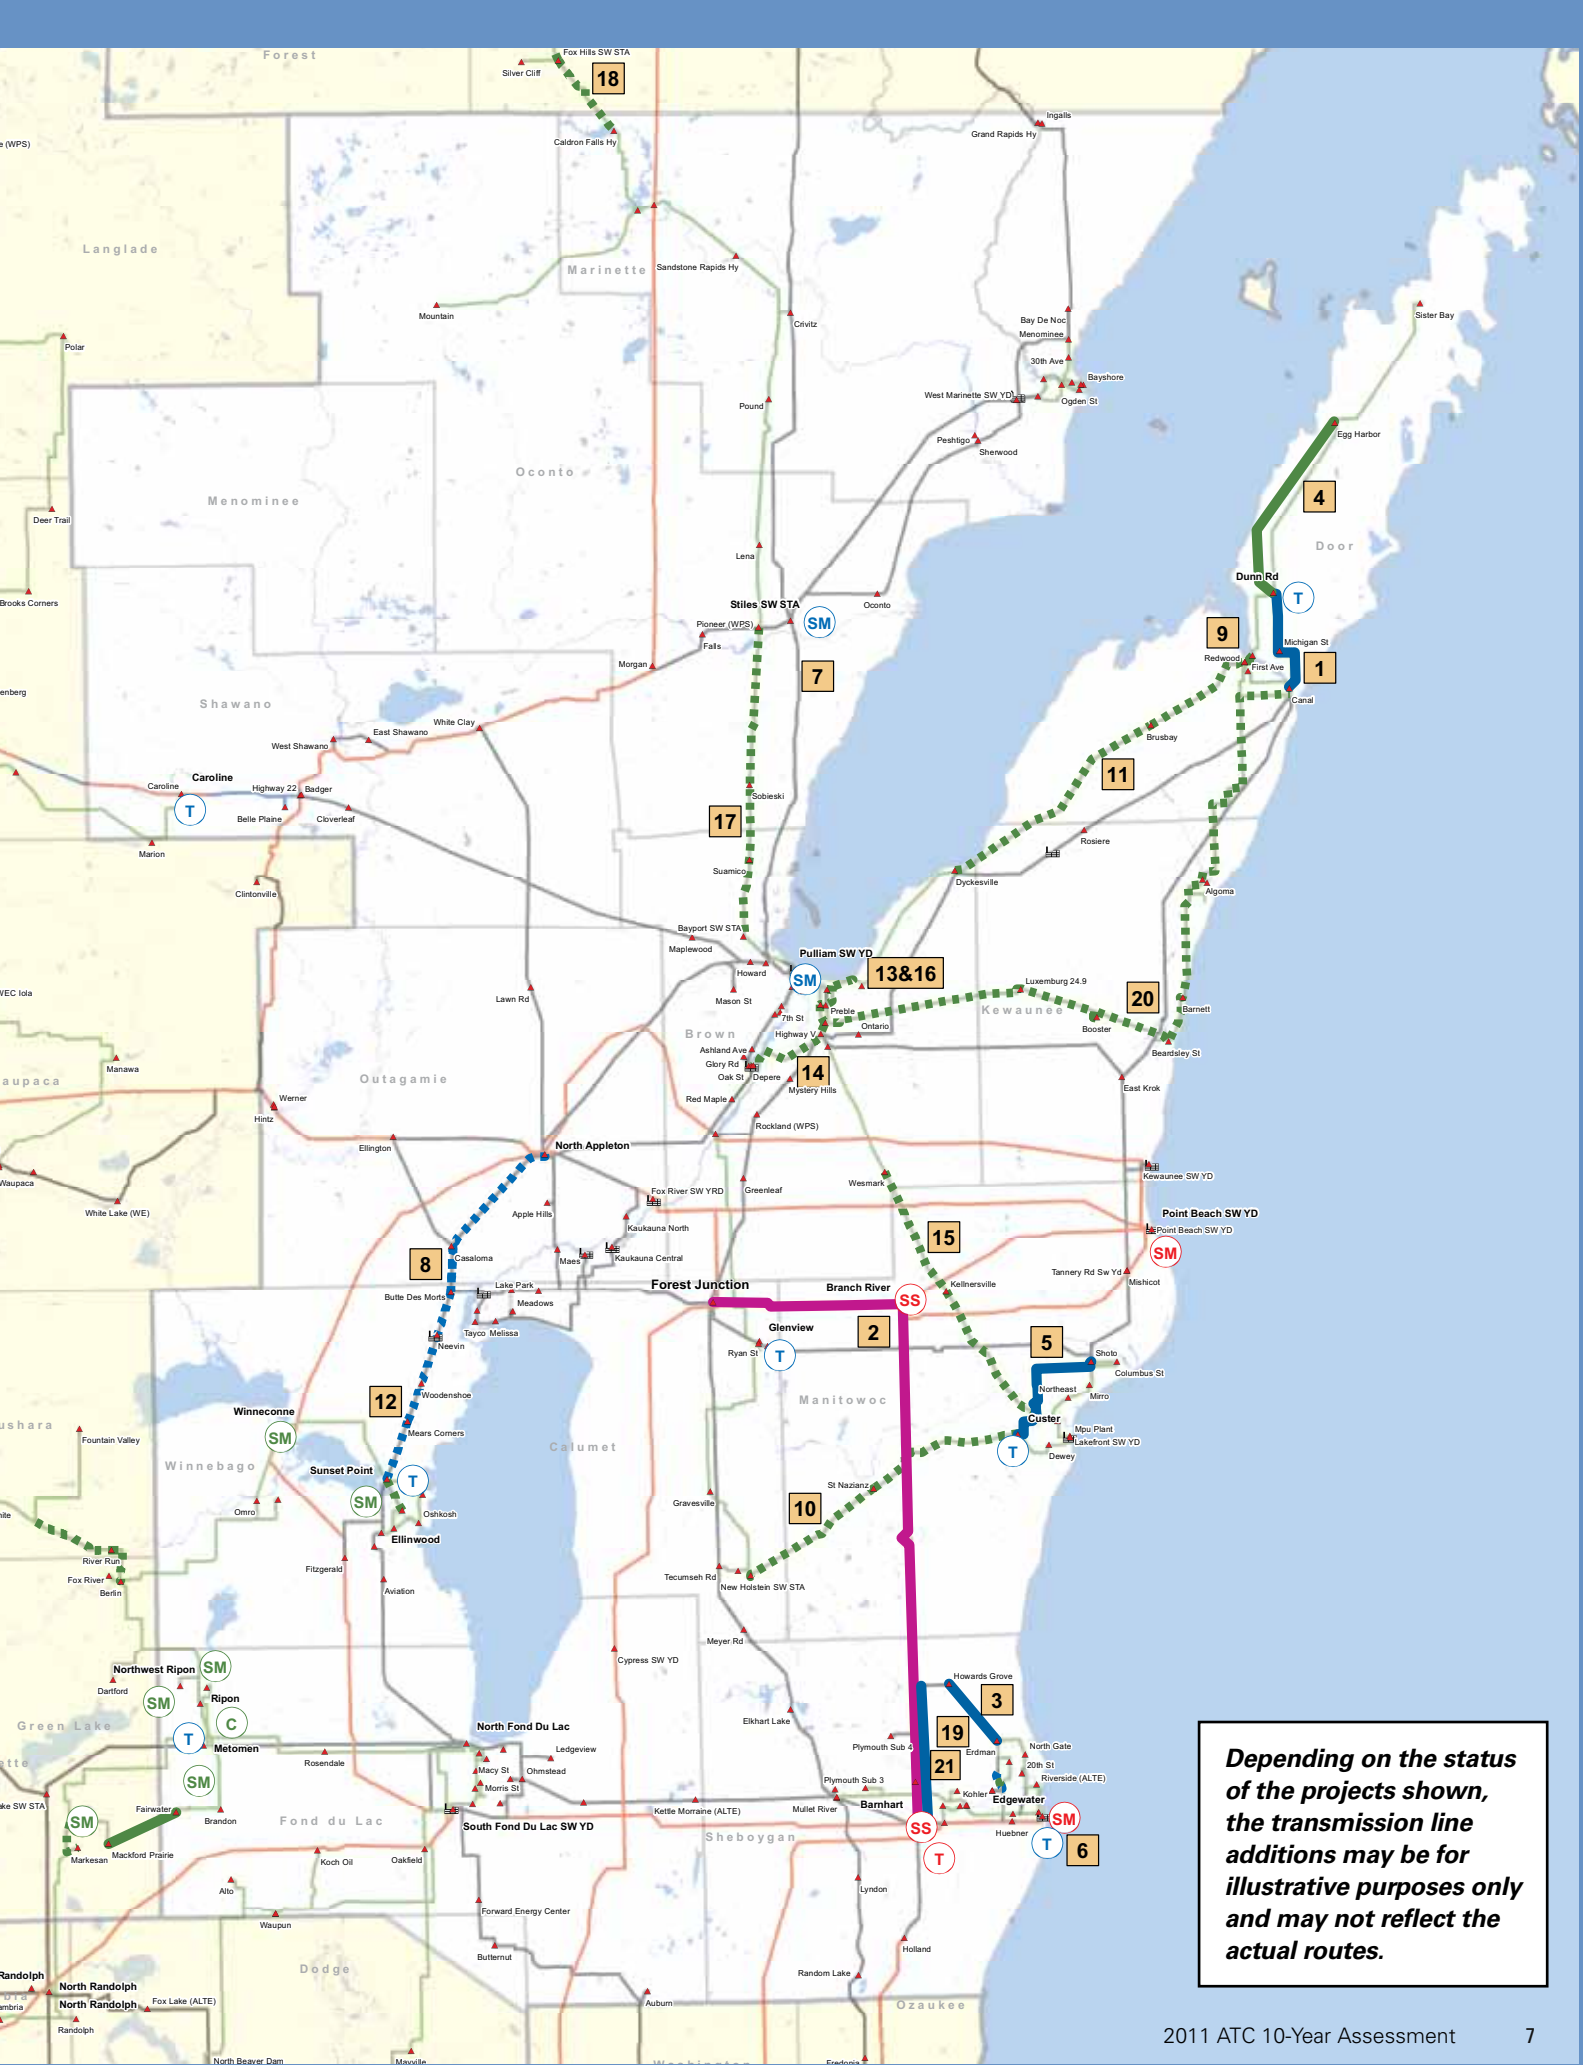 Forest
Fox Hills SW STA
Silver Cliff
18
Caldron Falls Hy
Ingalls
Grand Rapids Hy
(WPS)
Langlade
Marinette
Sandstone Rapids Hy
Mountain
Crivitz
Polar
Sister Bay
Bay De Noc
Menominee
30th Ave
Bayshore
West Marinette SW YD
Ogden St
Pound
Egg Harbor
Peshtigo
Sherwood
Oconto
Menominee
4
Deer Trail
Door
Lena
Dunn Rd
T
Brooks Corners
Stiles SW STA
Oconto
Pioneer (WPS)
SM
Falls
9
Michigan St
Redwood
First Ave
1
Morgan
7
Canal
enberg
Shawano
White Clay
East Shawano
West Shawano
Brusbay
11
Caroline
Caroline
Highway 22
Badger
T
Belle Plaine
Cloverleaf
Sobieski
17
Rosiere
Marion
Suamico
Dyckesville
Clintonville
Algoma
Bayport SW STA
Maplewood
Pulliam SW YD
Howard
SM
13&16
Luxemburg 24.9
WEC Iola
Lawn Rd
Mason St
20
Barnett
Preble
Kewaunee
7th St
Booster
Brown
Highway V
Ontario
Ashland Ave
Beardsley St
Glory Rd
Manawa
aupaca
Outagamie
Oak St
Depere
14
Mystery Hills
East Krok
Red Maple
Werner
Hintz
Rockland (WPS)
Ellington
North Appleton
Waupaca
Wesmark
Kewaunee SW YD
Fox River SW YRD
Greenleaf
White Lake (WE)
Apple Hills
Point Beach SW YD
Kaukauna North
Point Beach SW YD
15
8
Casaloma
Maes
Kaukauna Central
SM
Tannery Rd Sw Yd
Mishicot
Lake Park
Forest Junction
Branch River
Kellnersville
Butte Des Morts
Meadows
SS
Tayco
Melissa
Glenview
2
5
Neevin
Ryan St
T
Shoto
Columbus St
Woodenshoe
Northeast
Mirro
12
Manitowoc
Winneconne
Custer
ushara
Fountain Valley
SM
Mears Corners
Calumet
Mpu Plant
Lakefront SW YD
T
Dewey
Winnebago
Sunset Point
T
St Nazianz
SM
Gravesville
10
Omro
Oshkosh
Ellinwood
River Run
Fitzgerald
Fox River
Tecumseh Rd
New Holstein SW STA
Berlin
Aviation
Meyer Rd
Northwest Ripon
SM
Cypress SW YD
Howards Grove
Dartford
SM
Ripon
3
Green Lake
C
Elkhart Lake
T
North Fond Du Lac
19
Metomen
Ledgeview
Plymouth Sub 4
Erdman
North Gate
Rosendale
21
20th St
Macy St
Ohmstead
Riverside (ALTE)
SM
Morris St
Plymouth Sub 3
Kohler
Edgewater
Fairwater
Kettle Morraine (ALTE)
Mullet River
Barnhart
SM
Brandon
Fond du Lac
SS
SM
South Fond Du Lac SW YD
Sheboygan
Huebner
T
6
Markesan
Mackford Prairie
Koch Oil
Oakfield
T
Alto
Lyndon
Forward Energy Center
Waupun
Holland
Butternut
Dodge
Random Lake
Randolph
North Randolph
North Randolph
Fox Lake (ALTE)
Auburn
Ozaukee
Randolph
North Beaver Dam
Mayville
Washington
Fredonia
Depending on the status
of the projects shown,
the transmission line
additions may be for
illustrative purposes only
and may not reflect the
actual routes.
2011 ATC 10-Year Assessment 7